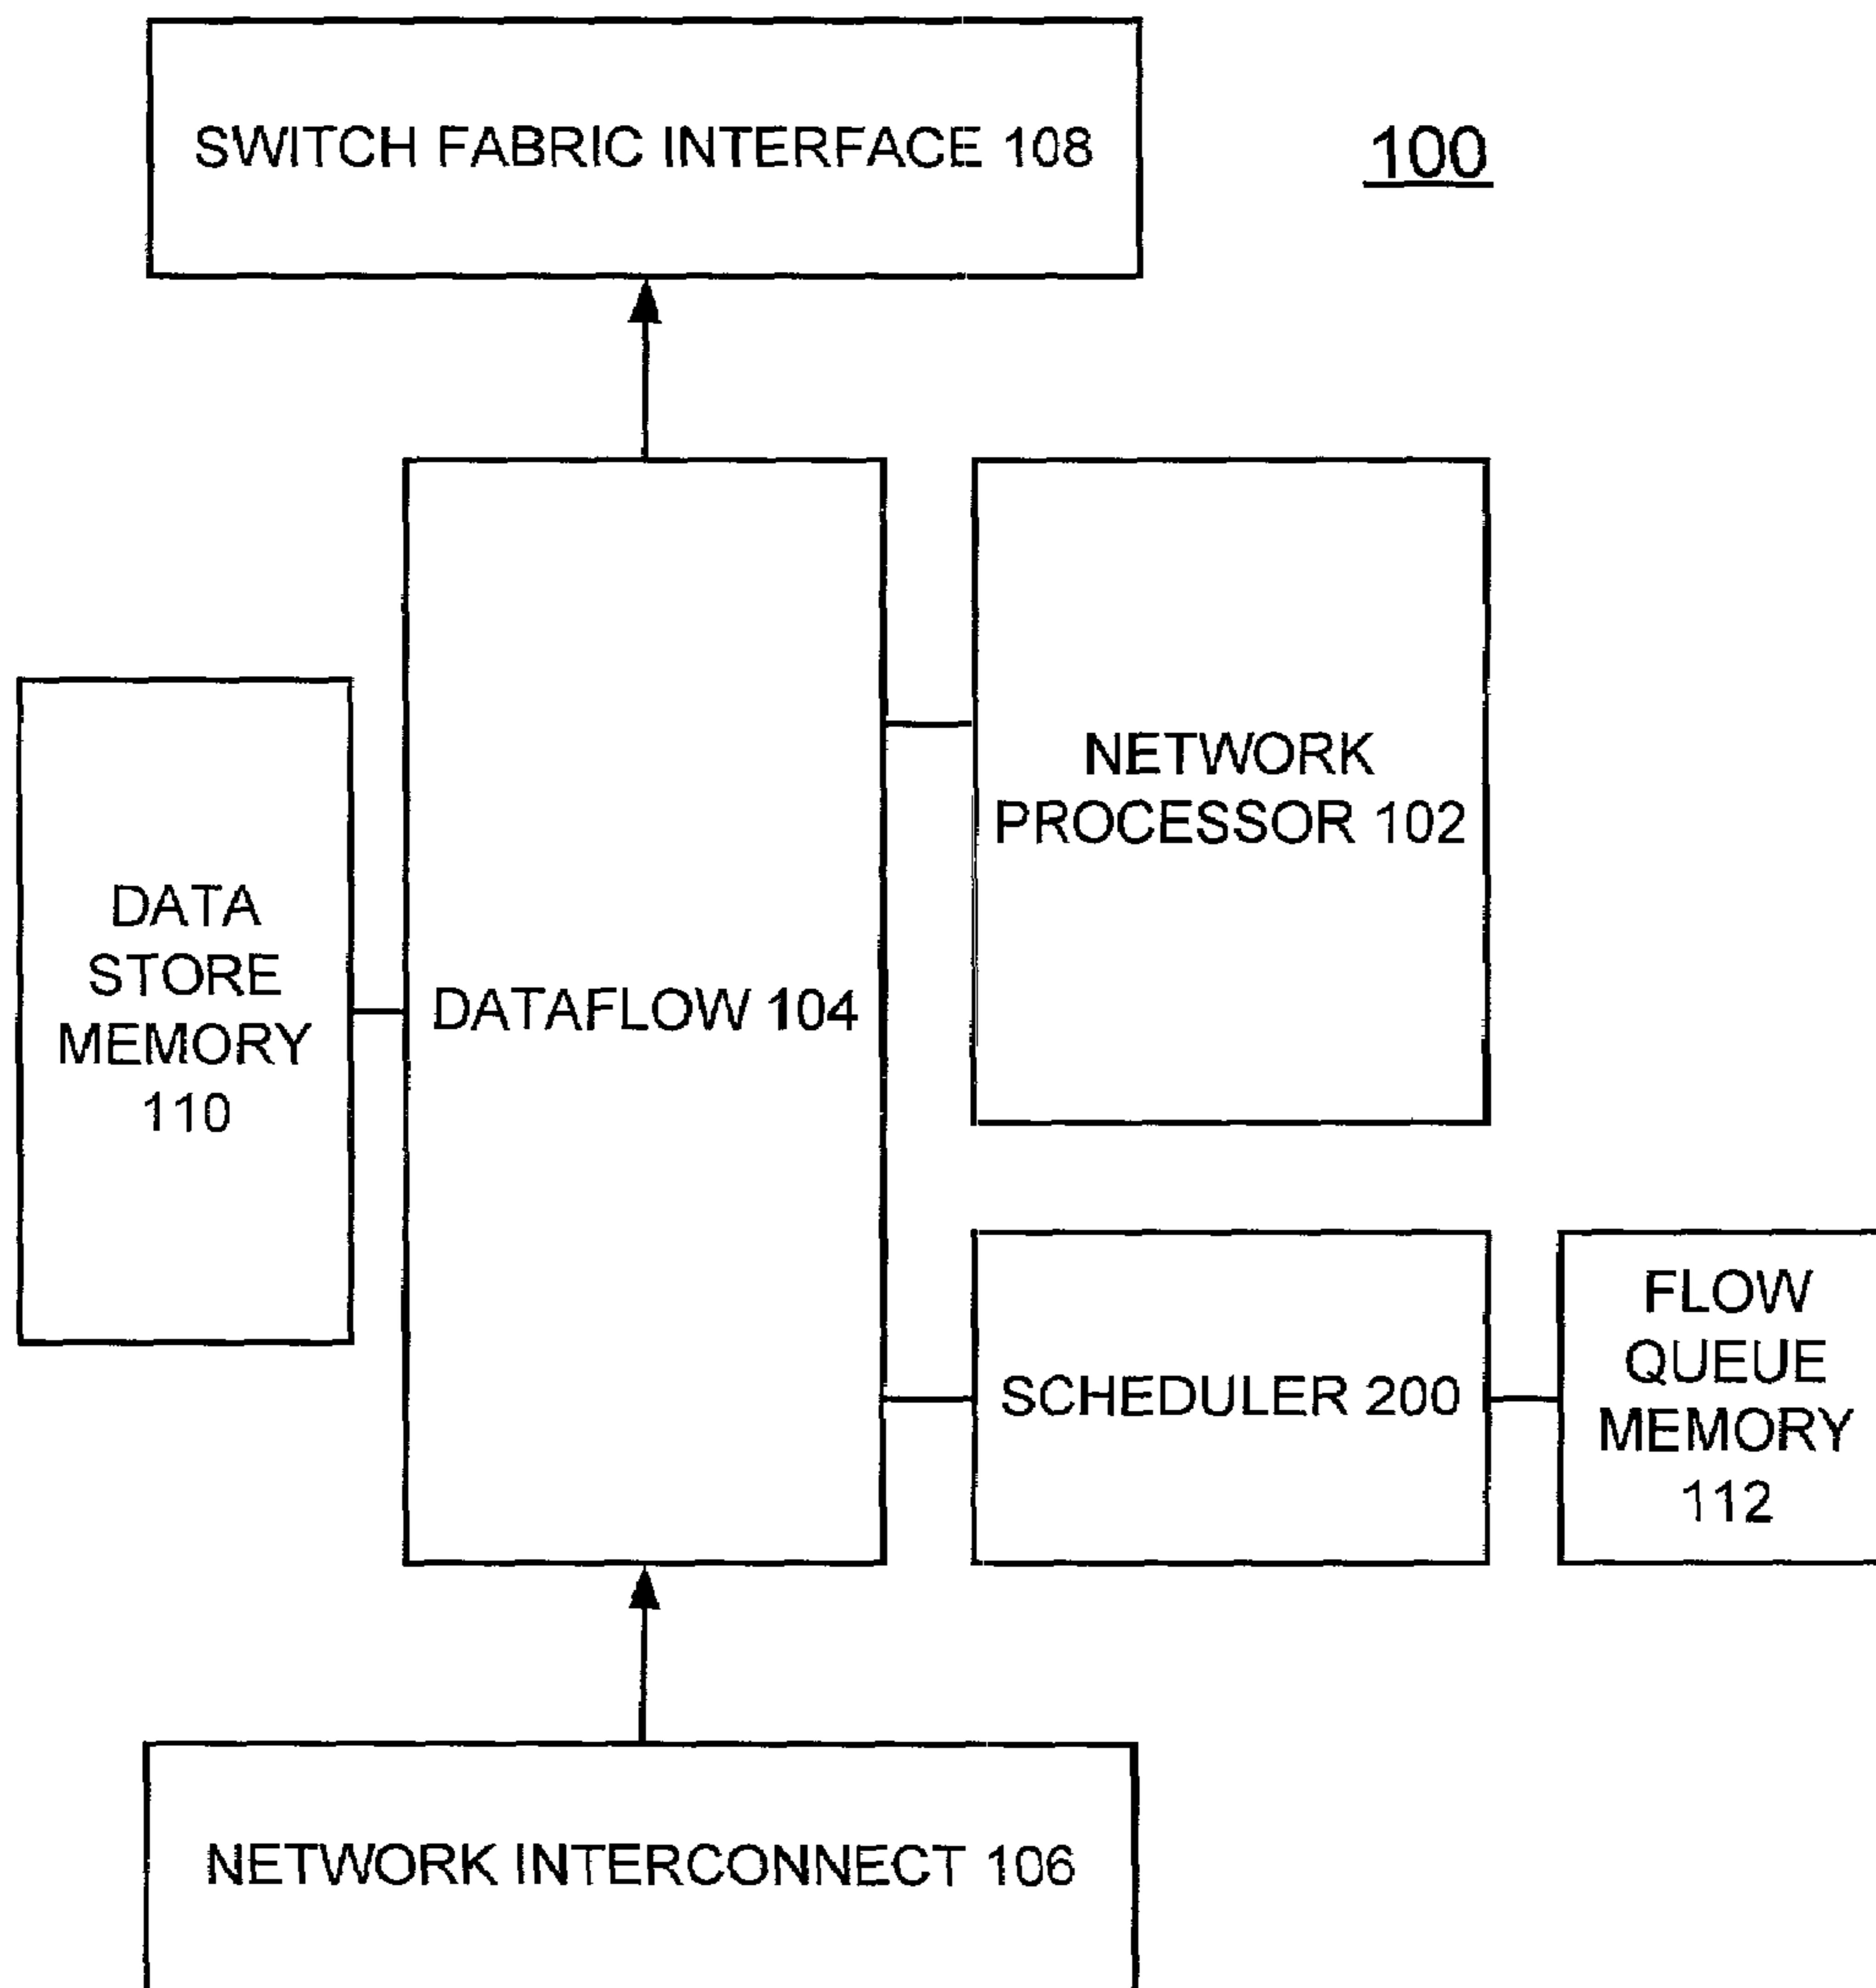 SWITCH FABRIC INTERFACE 108
100
NETWORK
PROCESSOR 102
DATA
STORE
MEMORY
110
DATAFLOW 104
FLOW
QUEUE
MEMORY
112
SCHEDULER 200
NETWORK INTERCONNECT 106